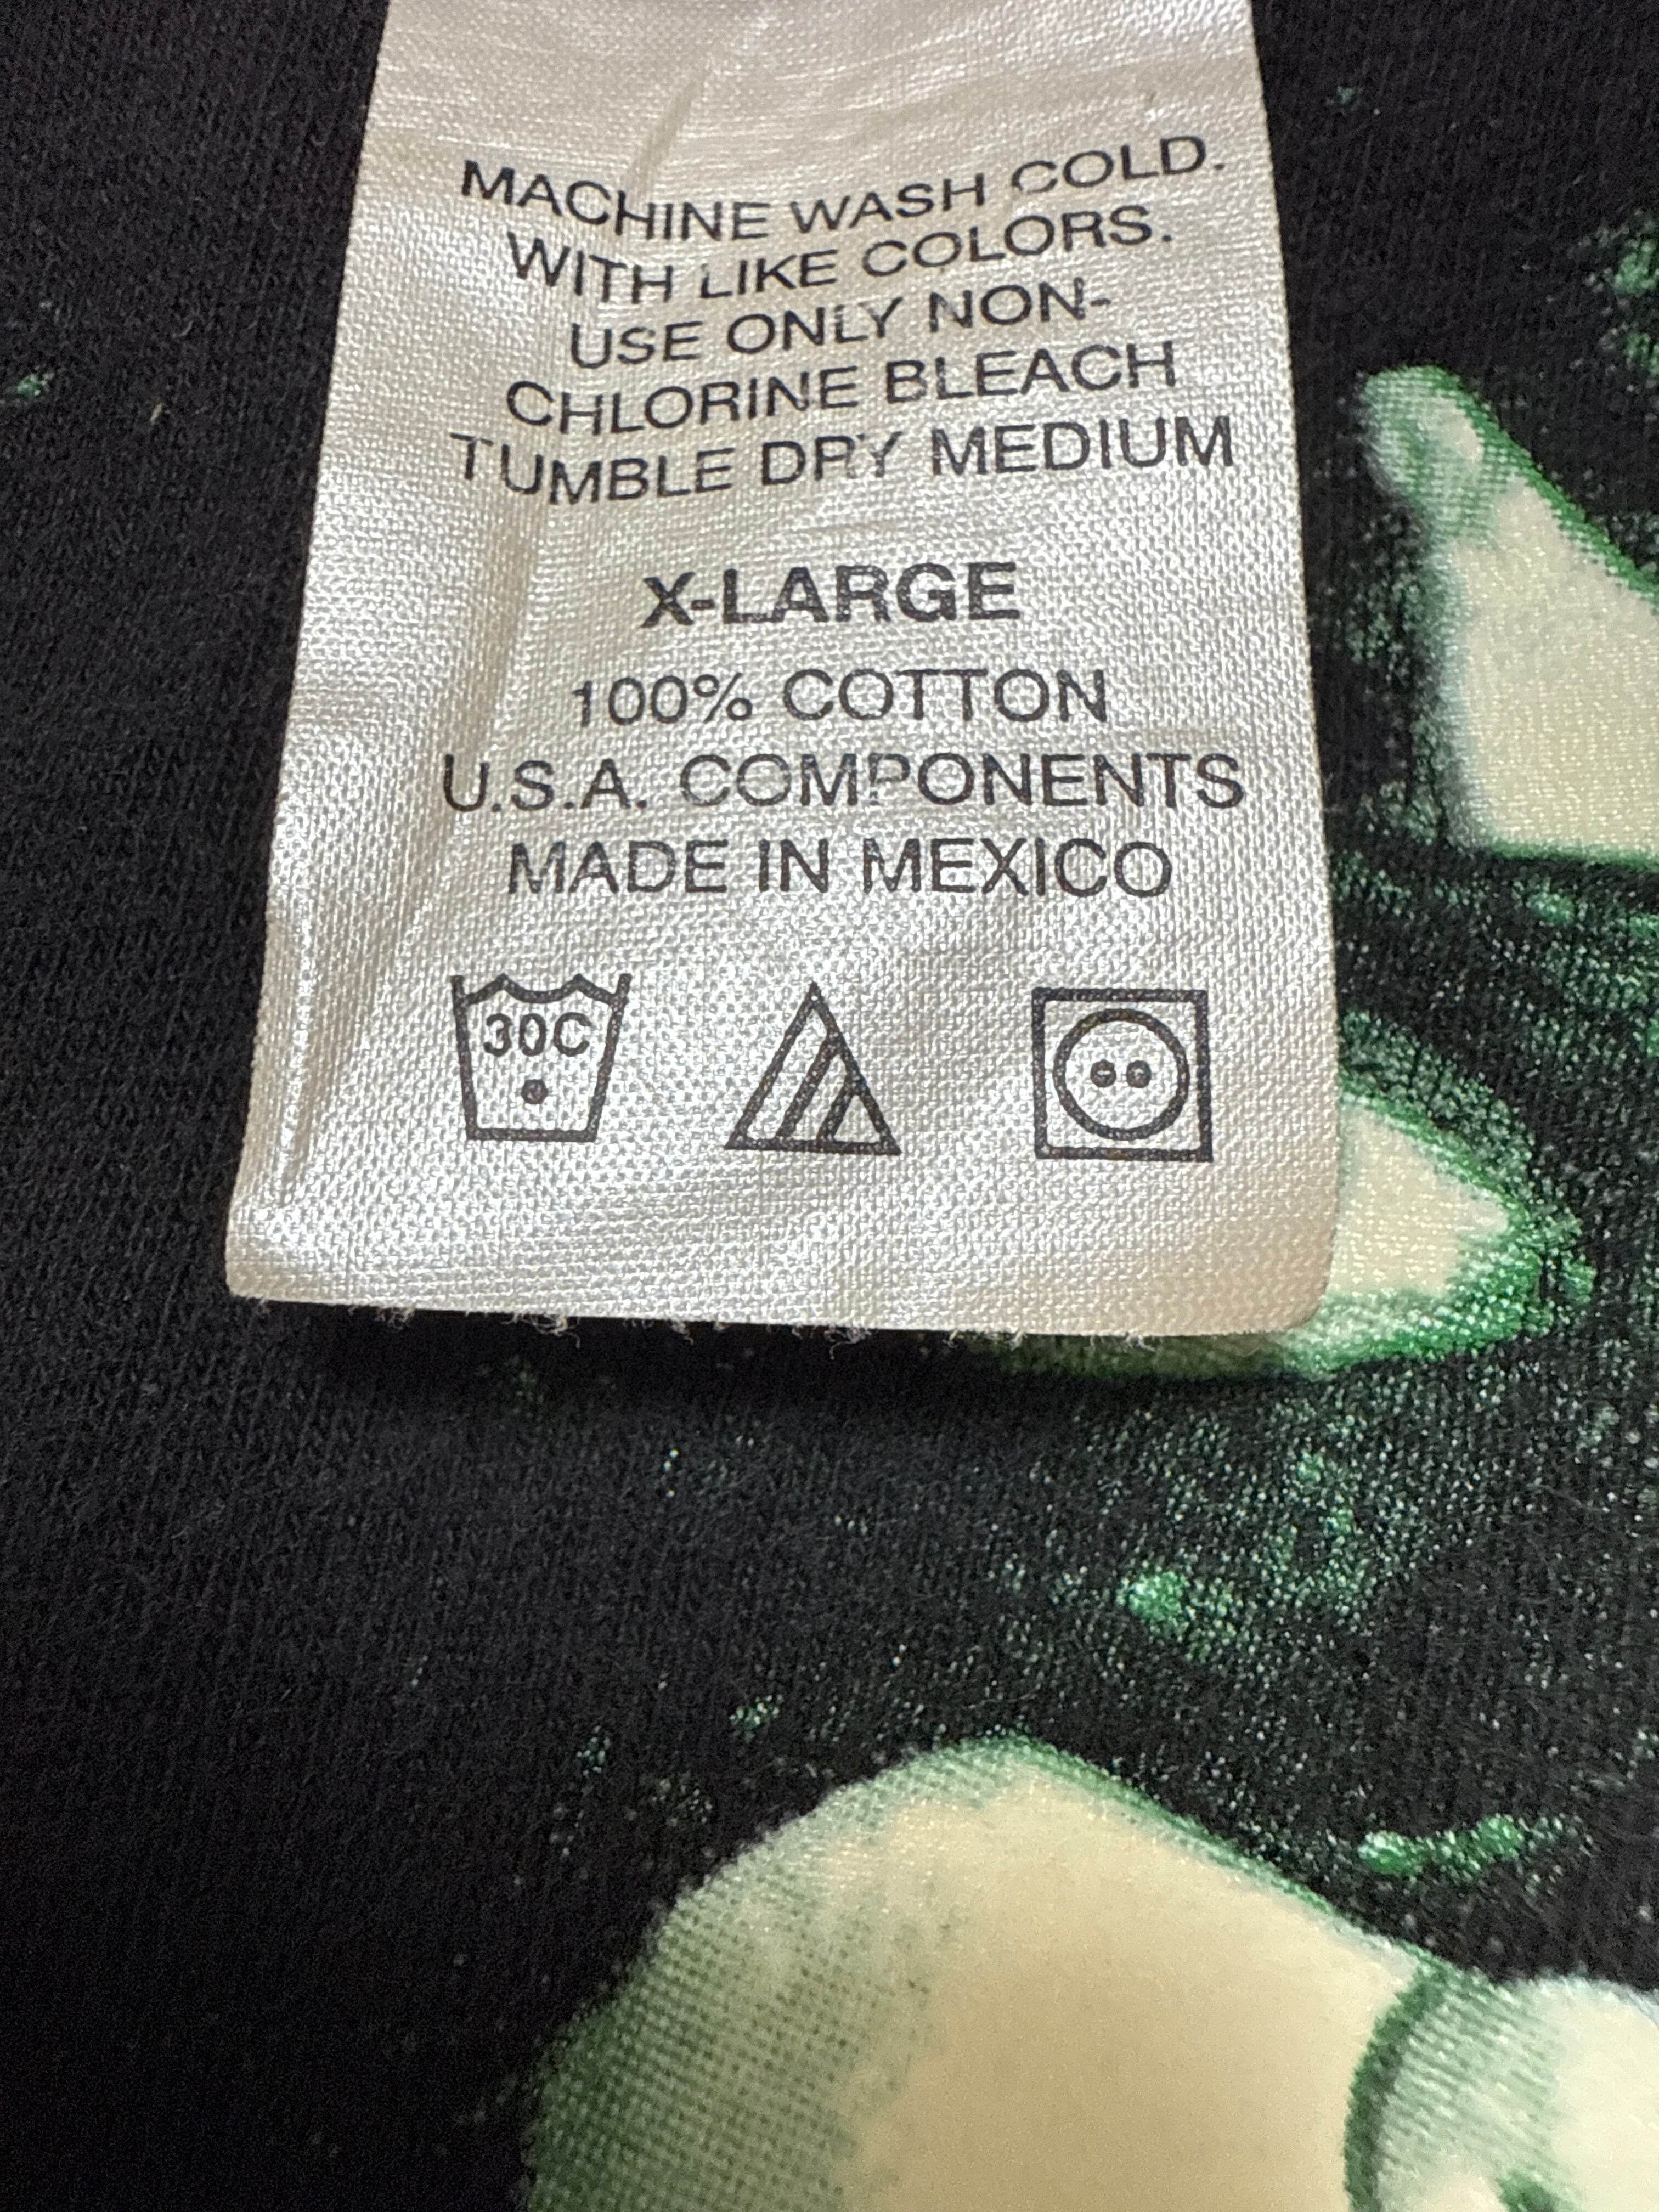 MACHINE WASH COLD.
WITH LIKE COLORS.
USE ONLY NON-
CHLORINE BLEACH
TUMBLE DRY MEDIUM
X-LARGE
100% COTTON
U.S.A. COMPONENTS
MADE IN MEXICO
30C